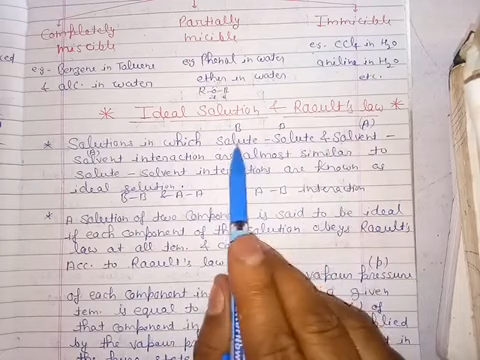 Completely Partially Immicible
miscible micible
eg. CCl4 in H2O
eg:- Benzene in Toluene eg Phenol in water aniline in H2O
& alc. in water ether in water etc.
R-O-R
* Ideal Solution & Raoult's law *
B B (A)
* Solutions in which solute - Solute & Solvent -
(A)
solvent interaction are almost similar to
solute - solvent interactions are known as
ideal solution.
B-B & A-A A-B interaction
* A solution of two components is said to be ideal
if each component of the solution obeys Raoult's
law at all tem. &
Acc. to Raoult's law vapour pressure
(p)
of each component in given
tem. is equal to of
that component in
by the vapour in